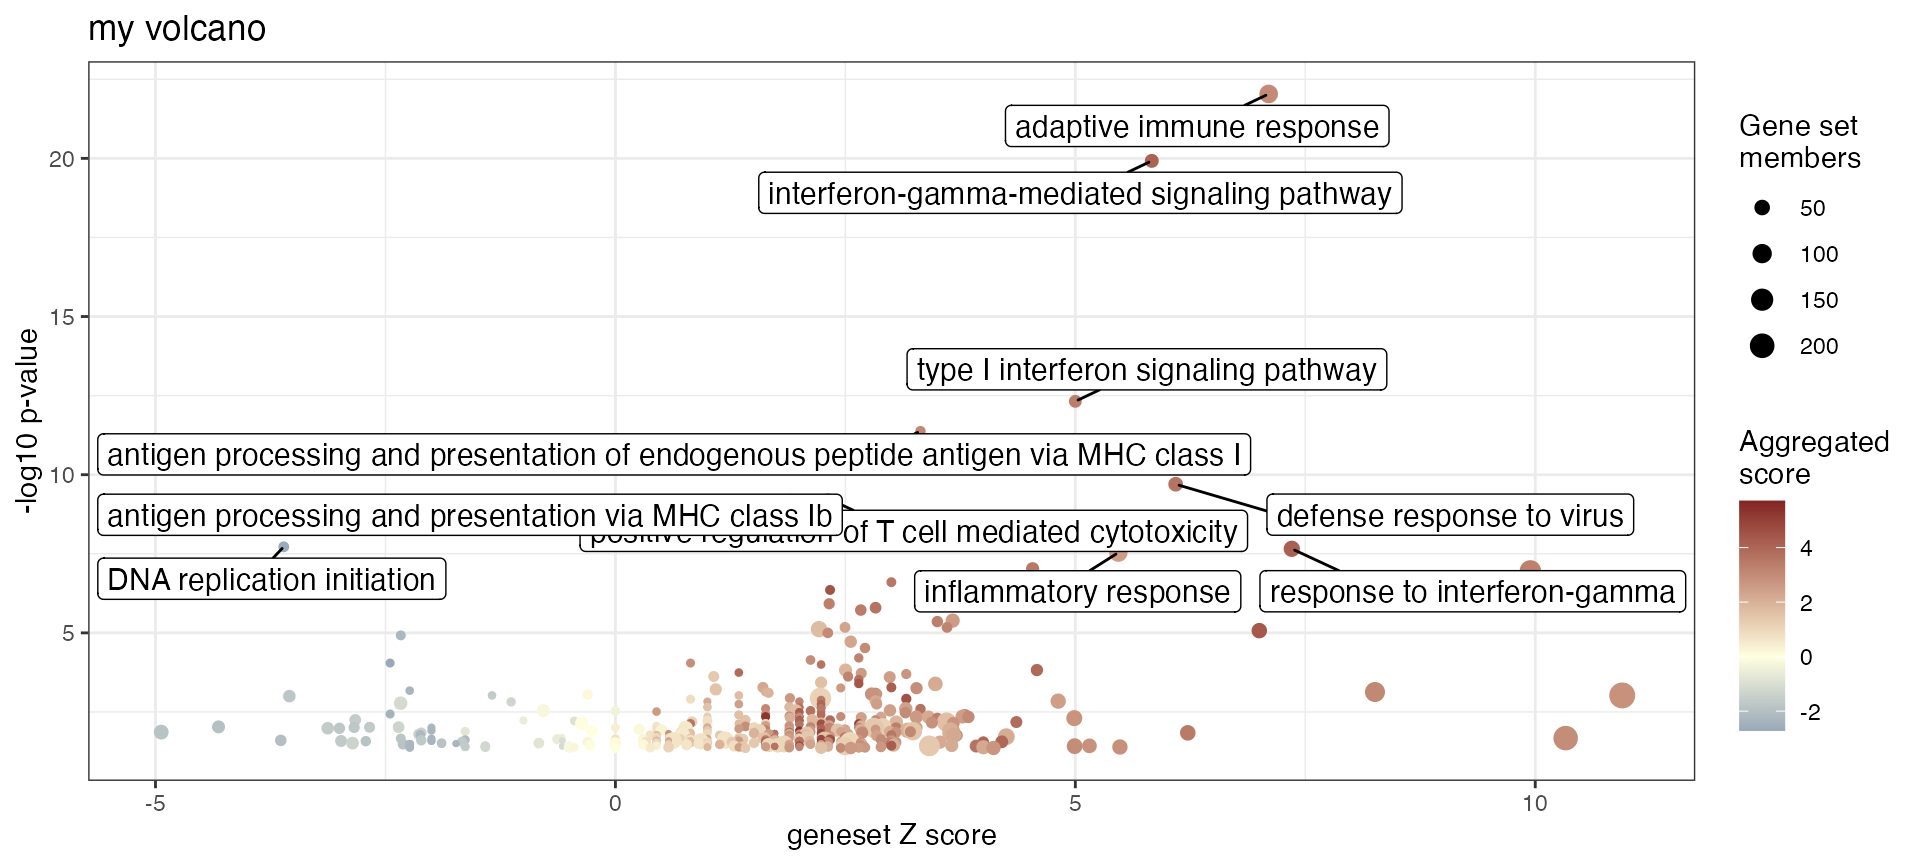 my volcano
adaptive immune response
interferon-gamma-mediated signaling pathway
type I interferon signaling pathway
antigen processing and presentation of endogenous peptide antigen via MHC class I
antigen processing and presentation via MHC class Ib
positive regulation of T cell mediated cytotoxicity
defense response to virus
DNA replication initiation
inflammatory response
response to interferon-gamma
-log10 p-value
20
15
10
5
-5
0
5
10
geneset Z score
Gene set
members
50
100
150
200
Aggregated
score
4
2
0
-2